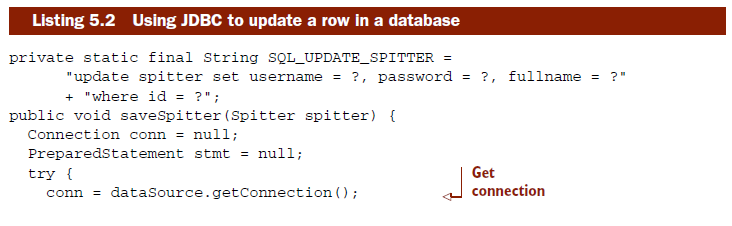 Listing 5.2 Using JDBC to update a row in a database
private static final String SQL_UPDATE_SPITTER =
"update spitter set username = ?, password = ?, fullname = ?"
+ "where id = ?";
public void saveSpitter(Spitter spitter) {
Connection conn = null;
PreparedStatement stmt = null;
try {
conn = dataSource.getConnection();
Get
connection